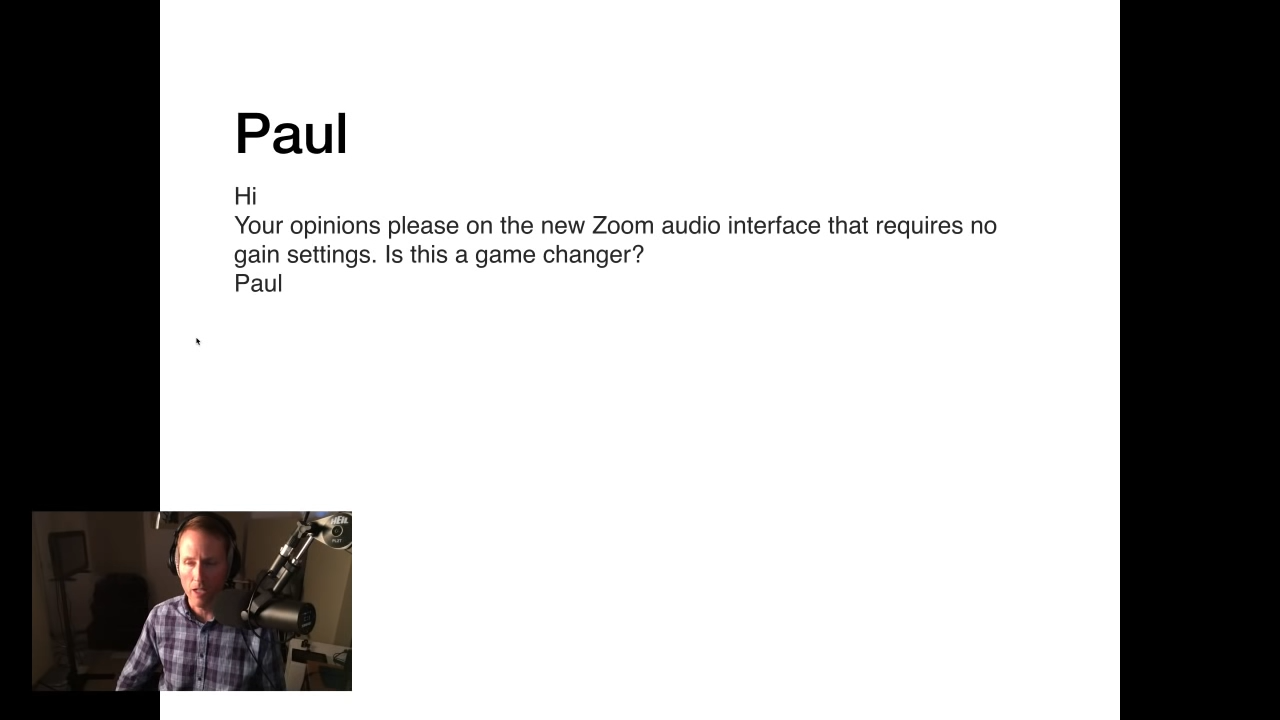 Paul
Hi
Your opinions please on the new Zoom audio interface that requires no
gain settings. Is this a game changer?
Paul
HEIL